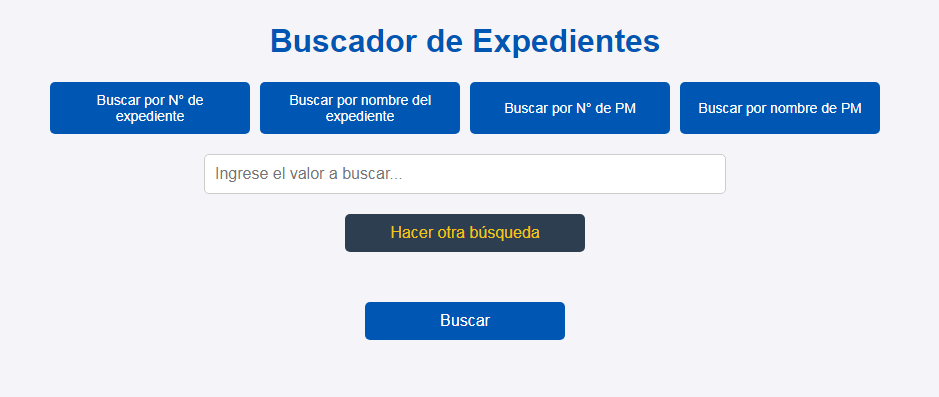 Buscador de Expedientes
Buscar por N° de
expediente
Buscar por nombre del
expediente
Buscar por N° de PM
Buscar por nombre de PM
Ingrese el valor a buscar...
Hacer otra búsqueda
Buscar